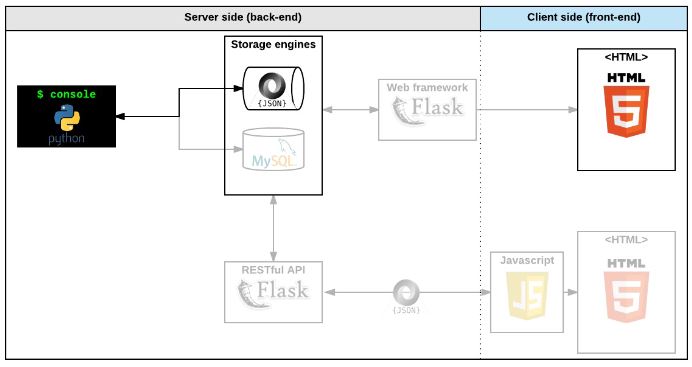 Server side (back-end)
Client side (front-end)
Storage engines
$ console
python
{JSON}
MySQL
Web framework
Flask
<HTML>
HTML
5
RESTful API
Flask
{JSON}
Javascript
JS
<HTML>
HTML
5